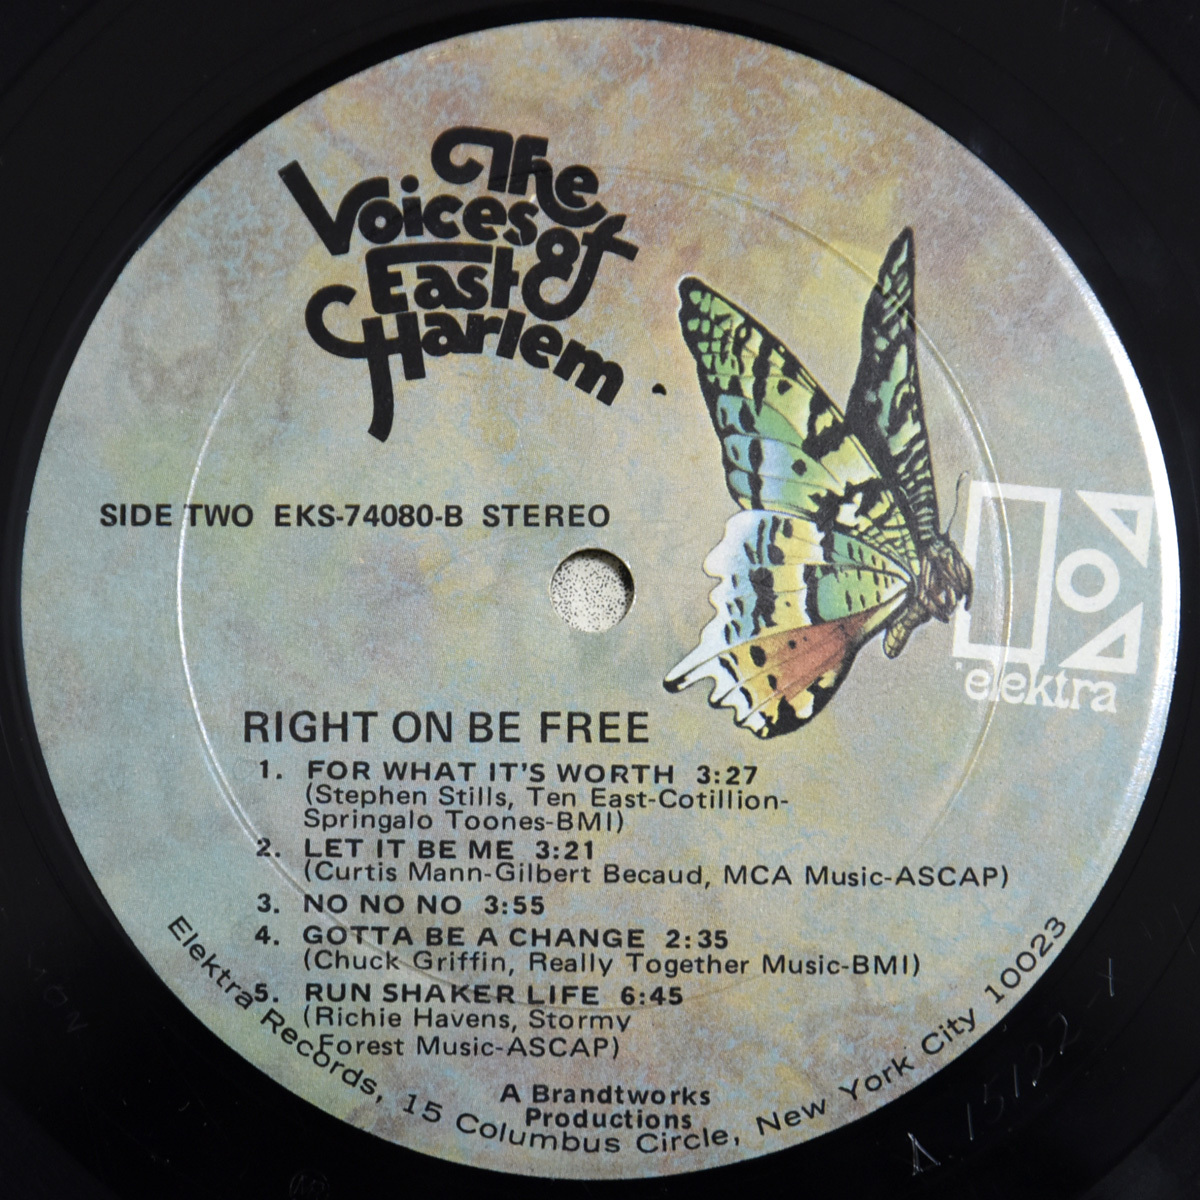 The
Voices of
East
Harlem
SIDE TWO EKS-74080-B STEREO
elektra
RIGHT ON BE FREE
1. FOR WHAT IT'S WORTH 3:27
(Stephen Stills, Ten East-Cotillion-
Springalo Toones-BMI)
2. LET IT BE ME 3:21
(Curtis Mann-Gilbert Becaud, MCA Music-ASCAP)
3. NO NO NO 3:55
4. GOTTA BE A CHANGE 2:35
(Chuck Griffin, Really Together Music-BMI)
5. RUN SHAKER LIFE 6:45
(Richie Havens, Stormy
Forest Music-ASCAP)
A Brandtworks
Productions
Elektra Records, 15 Columbus Circle, New York City 10023